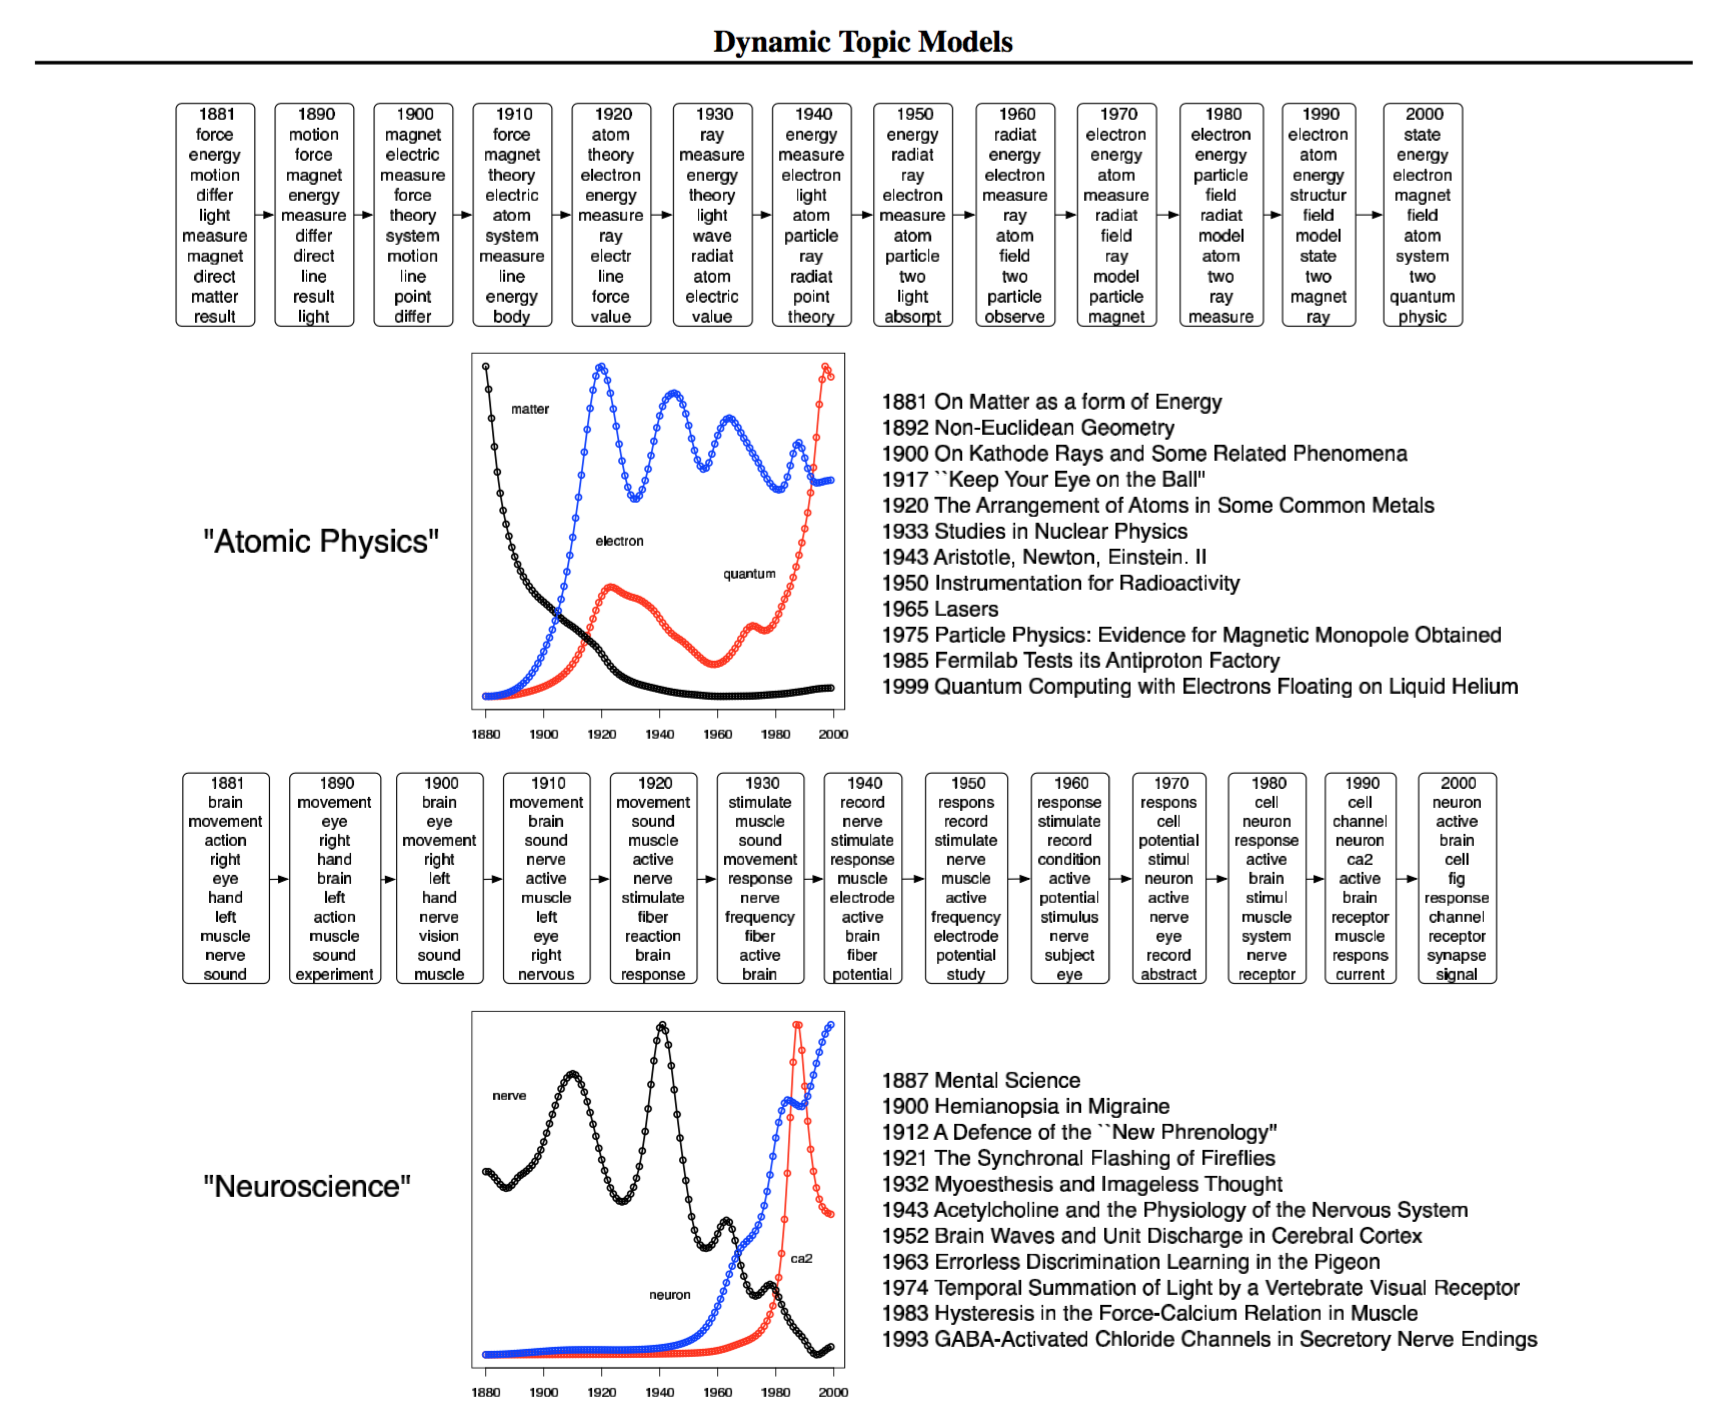 Dynamic Topic Models
1881 1890 1900 1910 1920 1930 1940 1950 1960 1970 1980 1990 2000
force motion magnet force atom ray energy energy radiat electron electron electron state
energy force electric magnet theory measure measure radiat energy energy energy atom energy
motion magnet measure theory electron energy electron ray electron atom particle energy electron
differ energy force electric energy theory light electron measure measure field structur magnet
light measure theory atom measure light atom measure ray radiat radiat field field
measure differ system system ray wave particle atom atom field model model atom
magnet direct motion measure electr radiat ray particle field ray atom state system
direct line line line line atom radiat two two model two two two
matter result point energy force electric point light particle particle ray magnet quantum
result light differ body value value theory absorpt observe magnet measure ray physic
"Atomic Physics"
matter
electron
quantum
1880 1900 1920 1940 1960 1980 2000
1881 On Matter as a form of Energy
1892 Non-Euclidean Geometry
1900 On Kathode Rays and Some Related Phenomena
1917 ``Keep Your Eye on the Ball''
1920 The Arrangement of Atoms in Some Common Metals
1933 Studies in Nuclear Physics
1943 Aristotle, Newton, Einstein. II
1950 Instrumentation for Radioactivity
1965 Lasers
1975 Particle Physics: Evidence for Magnetic Monopole Obtained
1985 Fermilab Tests its Antiproton Factory
1999 Quantum Computing with Electrons Floating on Liquid Helium
1881 1890 1900 1910 1920 1930 1940 1950 1960 1970 1980 1990 2000
brain movement brain movement movement stimulate record respons response respons cell cell neuron
movement eye eye brain sound muscle nerve record stimulate cell neuron channel active
action right movement sound muscle sound stimulate stimulate record potential response neuron brain
right hand right nerve active movement response nerve condition stimul active ca2 cell
eye brain left active nerve response muscle muscle active neuron brain active fig
hand left hand muscle stimulate nerve electrode active potential active stimul brain response
left action nerve left fiber frequency active frequency stimulus nerve muscle receptor channel
muscle muscle vision eye reaction fiber brain electrode nerve eye system muscle receptor
nerve sound sound right brain active fiber potential subject record nerve respons synapse
sound experiment muscle nervous response brain potential study eye abstract receptor current signal
"Neuroscience"
nerve
neuron
ca2
1880 1900 1920 1940 1960 1980 2000
1887 Mental Science
1900 Hemianopsia in Migraine
1912 A Defence of the ``New Phrenology''
1921 The Synchronal Flashing of Fireflies
1932 Myoesthesis and Imageless Thought
1943 Acetylcholine and the Physiology of the Nervous System
1952 Brain Waves and Unit Discharge in Cerebral Cortex
1963 Errorless Discrimination Learning in the Pigeon
1974 Temporal Summation of Light by a Vertebrate Visual Receptor
1983 Hysteresis in the Force-Calcium Relation in Muscle
1993 GABA-Activated Chloride Channels in Secretory Nerve Endings